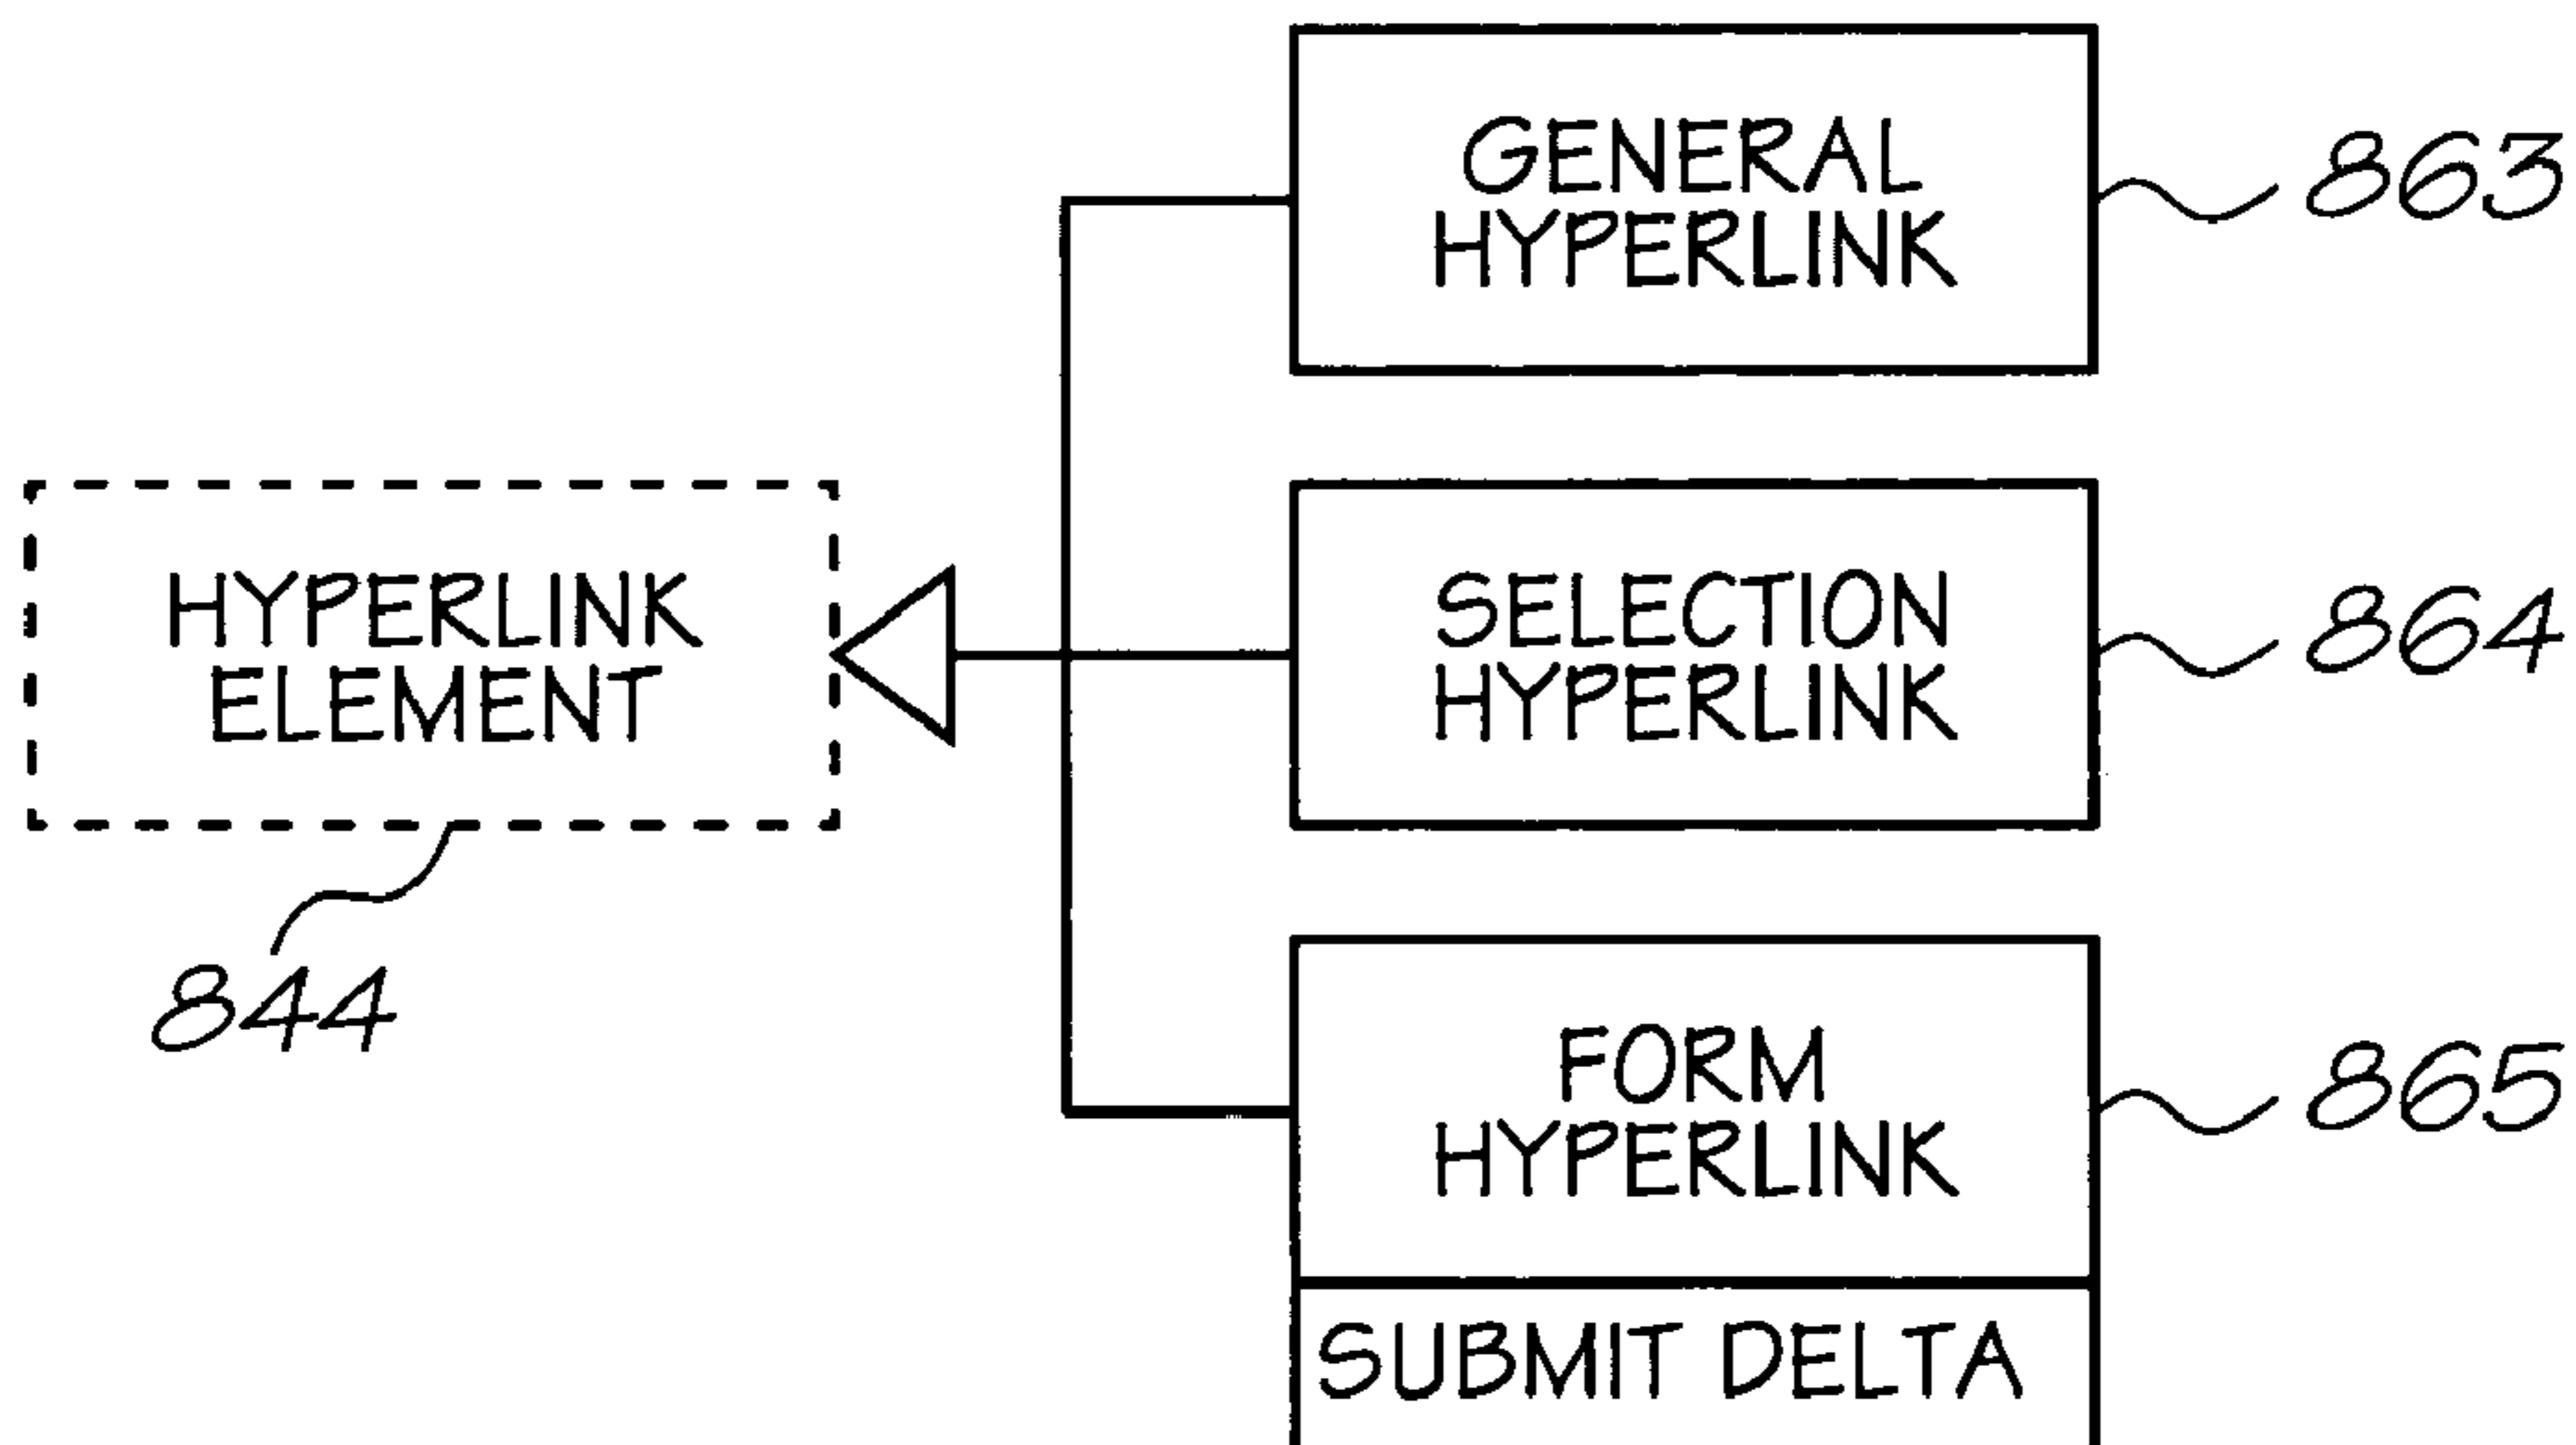 GENERAL
HYPERLINK
863
HYPERLINK
ELEMENT
844
SELECTION
HYPERLINK
864
FORM
HYPERLINK
865
SUBMIT DELTA